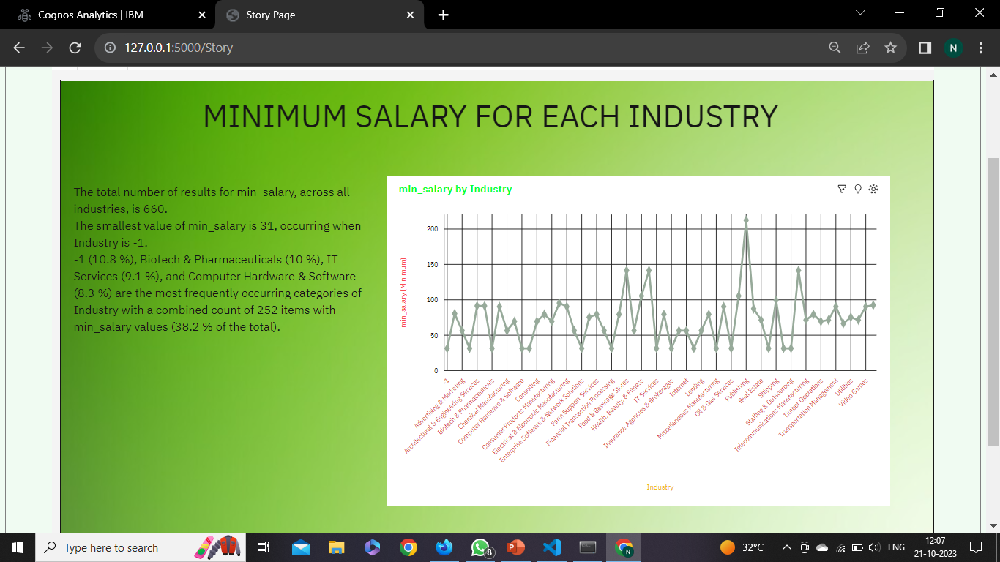 Cognos Analytics | IBM
Story Page
127.0.0.1:5000/Story
N
MINIMUM SALARY FOR EACH INDUSTRY
The total number of results for min_salary, across all
industries, is 660.
The smallest value of min_salary is 31, occurring when
Industry is -1.
-1 (10.8 %), Biotech & Pharmaceuticals (10 %), IT
Services (9.1 %), and Computer Hardware & Software
(8.3 %) are the most frequently occurring categories of
Industry with a combined count of 252 items with
min_salary values (38.2 % of the total).
min_salary by Industry
min_salary (Minimum)
200
150
100
50
0
-1
Advertising & Marketing
Architectural & Engineering Services
Biotech & Pharmaceuticals
Chemical Manufacturing
Computer Hardware & Software
Consulting
Consumer Products Manufacturing
Electrical & Electronic Manufacturing
Enterprise Software & Network Solutions
Farm Support Services
Financial Transaction Processing
Food & Beverage Stores
Health, Beauty, & Fitness
IT Services
Insurance Agencies & Brokerages
Internet
Lending
Miscellaneous Manufacturing
Oil & Gas Services
Publishing
Real Estate
Shipping
Staffing & Outsourcing
Telecommunications Manufacturing
Timber Operations
Transportation Management
Utilities
Video Games
Industry
Type here to search
8
N
32°C
ENG
12:07
21-10-2023